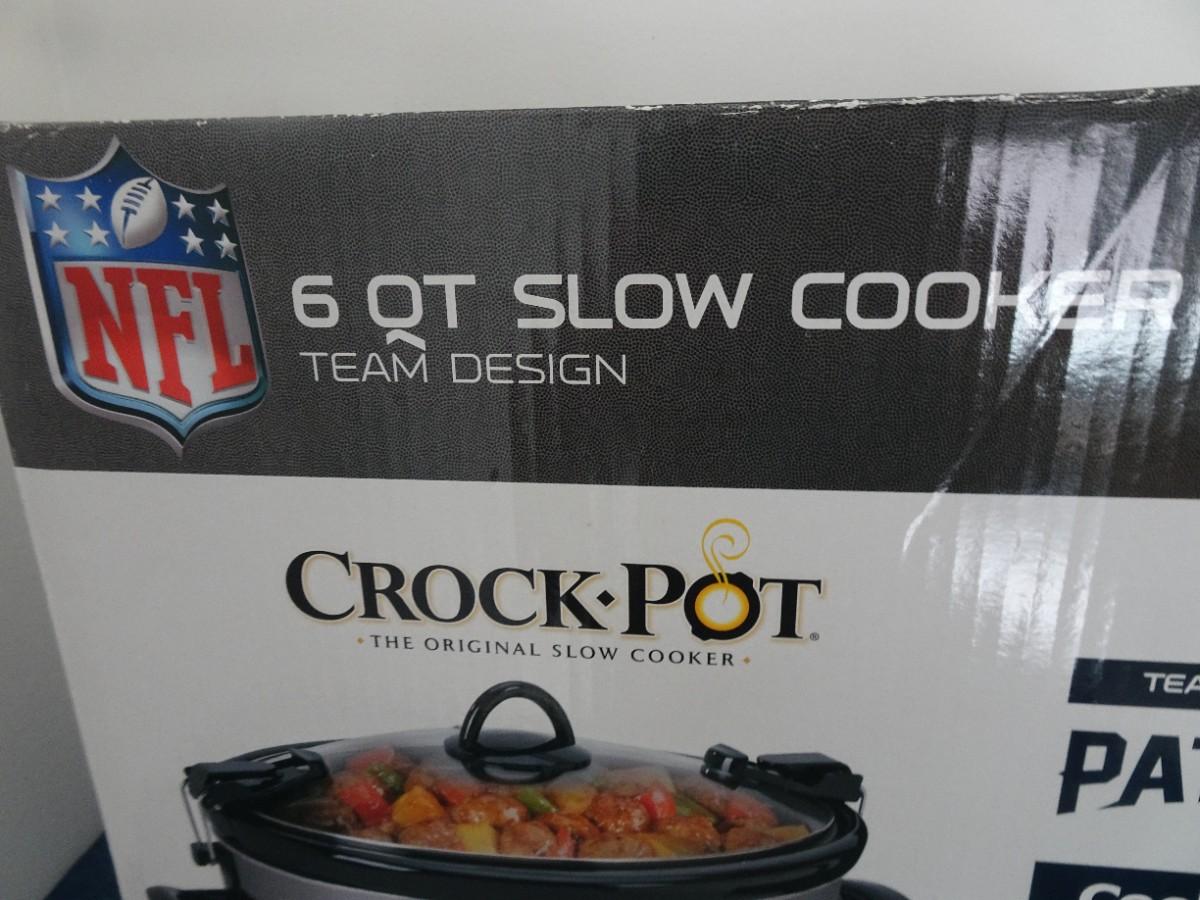 NFL
6 QT SLOW COOKER
TEAM DESIGN
CROCK·POT®
·THE ORIGINAL SLOW COOKER·